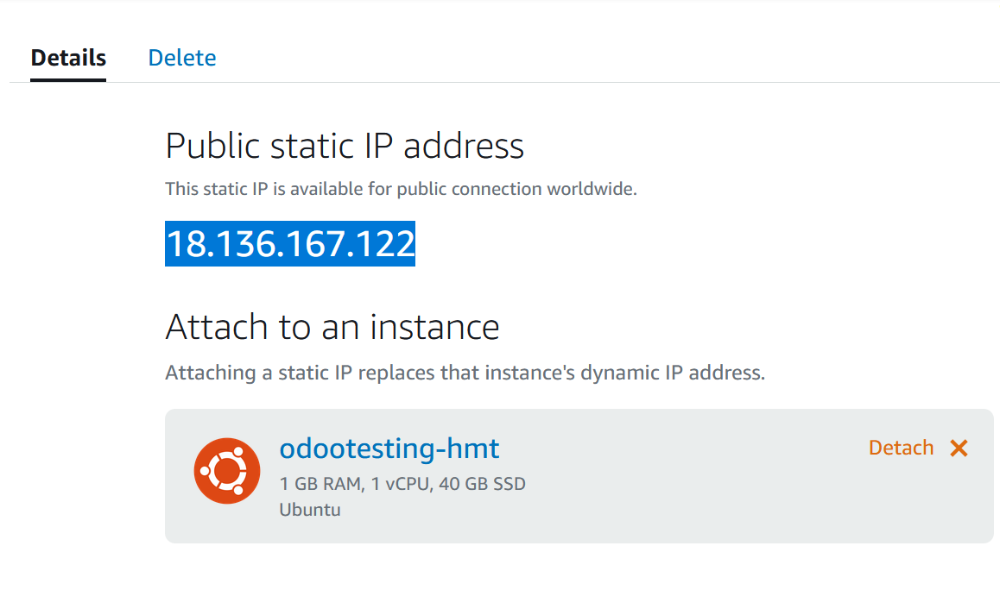 Details Delete
Public static IP address
This static IP is available for public connection worldwide.
18.136.167.122
Attach to an instance
Attaching a static IP replaces that instance's dynamic IP address.
odootesting-hmt Detach
1 GB RAM, 1 vCPU, 40 GB SSD
Ubuntu